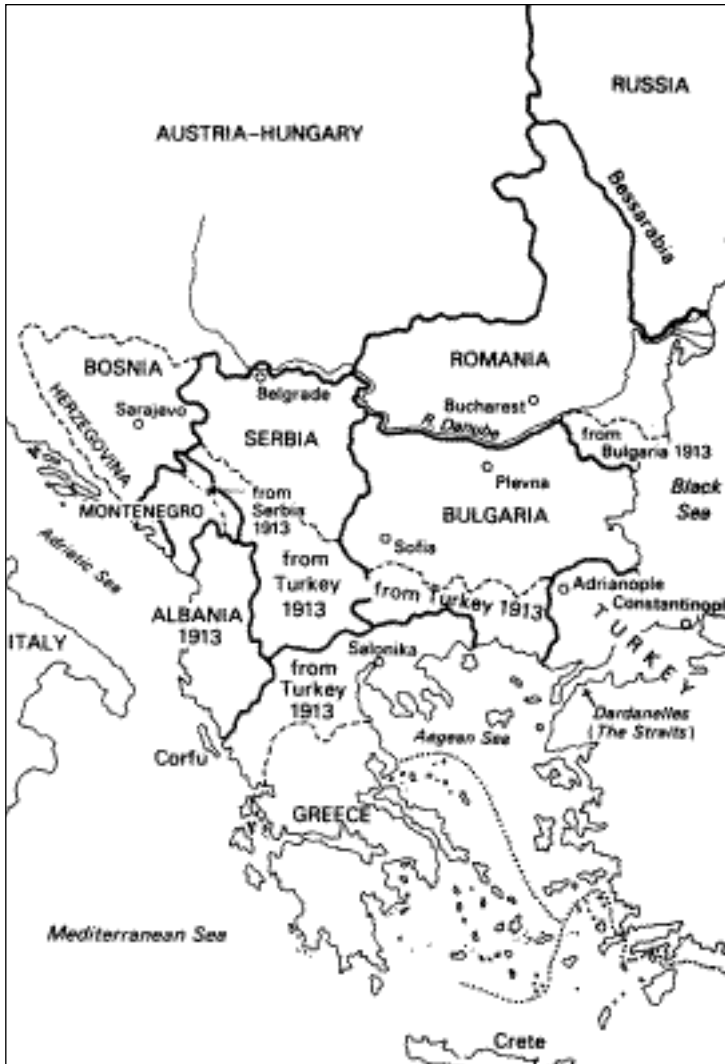 RUSSIA
AUSTRIA-HUNGARY
Bessarabia
BOSNIA
ROMANIA
HERZEGOVINA
Belgrade
Sarajevo
Bucharest
R. Danube
SERBIA
from
Bulgaria 1913
Plevna
Black
Sea
MONTENEGRO
from
Serbia
1913
BULGARIA
Adriatic Sea
Sofia
from
Turkey
1913
from Turkey 1913
Adrianople
Constantinopl
ALBANIA
1913
ITALY
TURKEY
Salonika
from
Turkey
1913
Dardanelles
(The Straits)
Aegean Sea
Corfu
GREECE
Mediterranean Sea
Crete